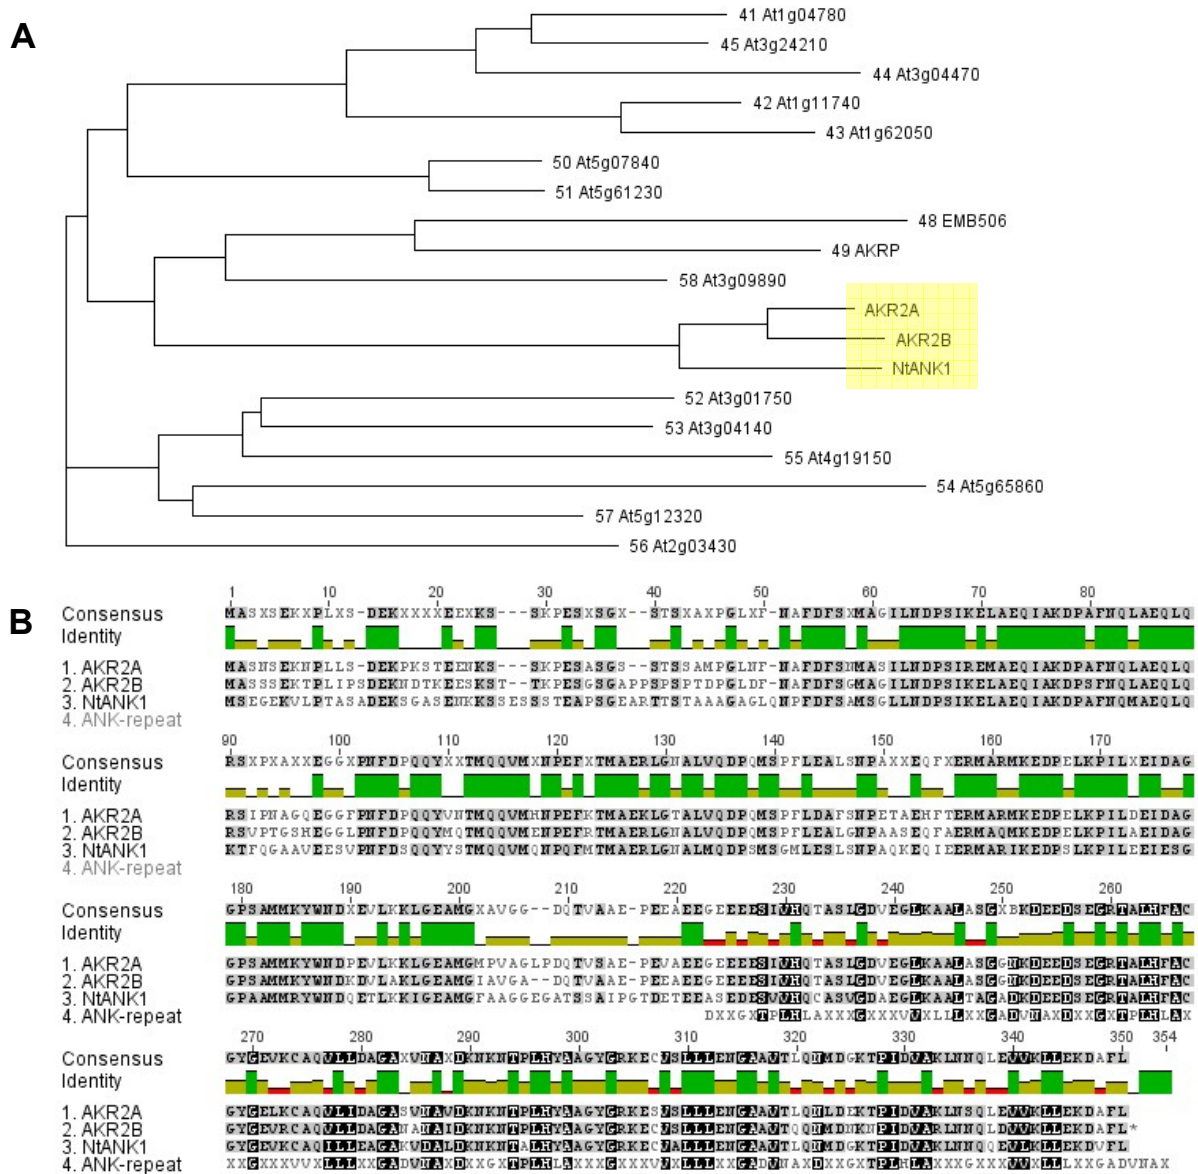 A
41 At1g04780
45 At3g24210
44 At3g04470
42 At1g11740
43 At1g62050
50 At5g07840
51 At5g61230
48 EMB506
49 AKRP
58 At3g09890
AKR2A
AKR2B
NtANK1
52 At3g01750
53 At3g04140
55 At4g19150
54 At5g65860
57 At5g12320
56 At2g03430
B
1 10 20 30 40 50 60 70 80
Consensus MASXSEKXPLXS-DEKXXXXEEXKS---SKPESXSGX--STSXAXPGLXF-NAFDFSXMAGILNDPSIKELAEQIAKDPAFNQLAEQLQ
Identity
1. AKR2A MASNSEKNPLLS-DEKPKSTEENKS---SKPESASGS--STSSAMPGLNF-NAFDFSNMASILNDPSIREMAEQIAKDPAFNQLAEQLQ
2. AKR2B MASSSEKTPLIPSDEKNDTKEESKST--TKPESGSGAPPSPSPTDPGLDF-NAFDFSGMAGILNDPSIKELAEQIAKDPAFNQLAEQLQ
3. NtANK1 MSEGEKVLPTASADEKSGASENKKSSESSSTEAPSGEARTTSTAAAGAGLQNPFDFSAMSGLLNDPSIKELAEQIAKDPAFNQMAEQLQ
4. ANK-repeat
90 100 110 120 130 140 150 160 170
Consensus RSXPXAXXEGGXPNFDPQQYXXTMQQVMXNPEFXTMAERLGNALVQDPQMSPFLEALSNPAXXEQFXERMARMKEDPELKPILXEIDAG
Identity
1. AKR2A RSIPNAGQEGGFPNFDPQQYVNTMQQVMHNPEFKTMAEKLGTALVQDPQMSPFLDAFSNPETAEHFTERMARMKEDPELKPILDEIDAG
2. AKR2B RSVPTGSHEGGLPNFDPQQYMQTMQQVMENPEFRTMAERLGNALVQDPQMSPFLEALGNPAASEQFAERMAQMKEDPELKPILAEIDAG
3. NtANK1 KTFQGAAVEESVPNFDSQQYYSTMQQVMQNPQFMTMAERLGNALMQDPSMSGMLESLSNPAQKEQIEERMARIKEDPSLKPILEEIESG
4. ANK-repeat
180 190 200 210 220 230 240 250 260
Consensus GPSAMMKYWNDXEVLKKLGEAMGXAVGG--DQTVAAE-PEEAEEGEEEESIVHQTASLGDVEGLKAALASGXBKDEEDSEGRTALHFAC
Identity
1. AKR2A GPSAMMKYWNDPEVLKKLGEAMGMPVAGLPDQTVSAE-PEVAEEGEEEESIVHQTASLGDVEGLKAALASGGNKDEEDSEGRTALHFAC
2. AKR2B GPSAMMKYWNDKDVLAKLGEAMGIAVGA--DQTVAAE-PEEAEEGEEEESIVHQTASLGDVEGLKAALASGGNKDEEDSEGRTALHFAC
3. NtANK1 GPAAMMRYWNDQETLKKIGEAMGFAAGGEGATSSAIPGTDETEEASEDESVVHQCASVGDAEGLKAALTAGADKDEEDSEGRTALHFAC
4. ANK-repeat DXXGXTPLHLAXXXGXXXVVXLLLXXGADVNAXDXXGXTPLHLAX
270 280 290 300 310 320 330 340 350 354
Consensus GYGEVKCAQVLLDAGAXVNAXDKNKNTPLHYAAGYGRKECVSLLLENGAAVTLQNMDGKTPIDVAKLNNQLEVVKLLEKDAFL
Identity
1. AKR2A GYGELKCAQVLIDAGASVNAVDKNKNTPLHYAAGYGRKESVSLLLENGAAVTLQNLDEKTPIDVAKLNSQLEVVKLLEKDAFL
2. AKR2B GYGEVRCAQVLLDAGANANAIDKNKNTPLHYAAGYGRKECVSLLLENGAAVTQQNMDNKNPIDVARLNNQLDVVKLLEKDAFL*
3. NtANK1 GYGEVKCAQILLEAGAKVDALDKNKNTALHYAAGYGRKECVALLLENGAAVTLQNMDGKTPIDVAKLNNQQEVLKLLEKDVFL
4. ANK-repeat XXGXXXVVXLLLXXGADVNAXDXXGXTPLHLAXXXGXXXVVXLLLXXGADVNAXDXXGXTPLHLAXXXGXXXVVXLLLXXGADVNAX